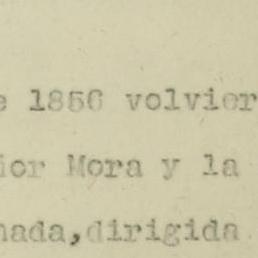 e 1856 volvier
ior Mora y la
nada,dirigida